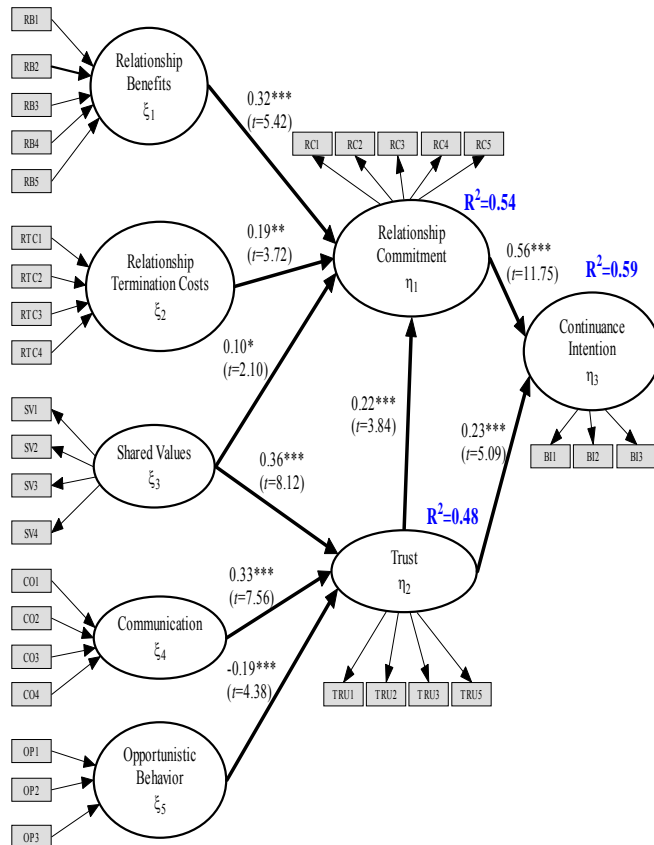 RB1
RB2
RB3
RB4
RB5
Relationship
Benefits
ξ1
0.32***
(t=5.42)
RC1
RC2
RC3
RC4
RC5
R²=0.54
Relationship
Commitment
η1
RTC1
RTC2
RTC3
RTC4
Relationship
Termination Costs
ξ2
0.19**
(t=3.72)
0.56***
(t=11.75)
R²=0.59
Continuance
Intention
η3
BI1
BI2
BI3
0.10*
(t=2.10)
SV1
SV2
SV3
SV4
Shared Values
ξ3
0.36***
(t=8.12)
0.22***
(t=3.84)
0.23***
(t=5.09)
R²=0.48
Trust
η2
TRU1
TRU2
TRU3
TRU5
CO1
CO2
CO3
CO4
Communication
ξ4
0.33***
(t=7.56)
-0.19***
(t=4.38)
OP1
OP2
OP3
Opportunistic
Behavior
ξ5